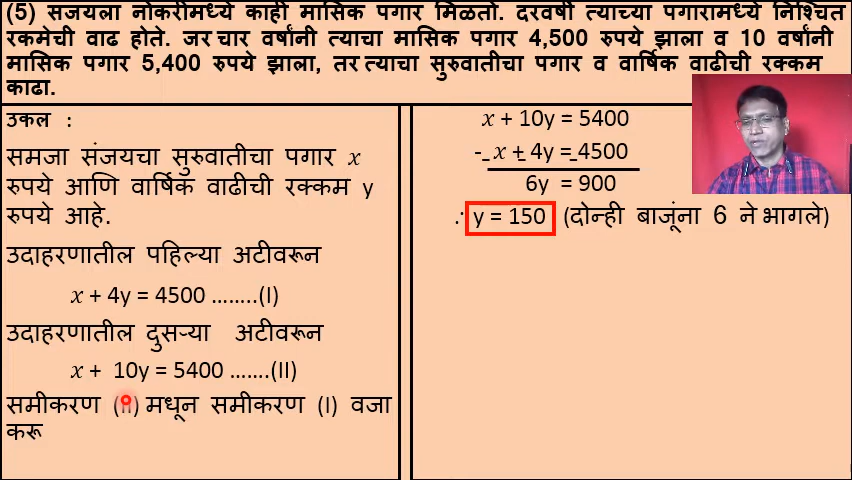 (5) संजयला नोकरीमध्ये काही मासिक पगार मिळतो. दरवर्षी त्याच्या पगारामध्ये निश्चित
रकमेची वाढ होते. जर चार वर्षांनी त्याचा मासिक पगार 4,500 रुपये झाला व 10 वर्षांनी
मासिक पगार 5,400 रुपये झाला, तर त्याचा सुरुवातीचा पगार व वार्षिक वाढीची रक्कम
काढा.
उकल :
समजा संजयचा सुरुवातीचा पगार x
रुपये आणि वार्षिक वाढीची रक्कम y
रुपये आहे.
उदाहरणातील पहिल्या अटीवरून
x + 4y = 4500 ........(I)
उदाहरणातील दुसऱ्या अटीवरून
x + 10y = 5400 .......(II)
समीकरण (II) मधून समीकरण (I) वजा
करू
x + 10y = 5400
- x + 4y = 4500
- - -
6y = 900
∴ y = 150 (दोन्ही बाजूंना 6 ने भागले)